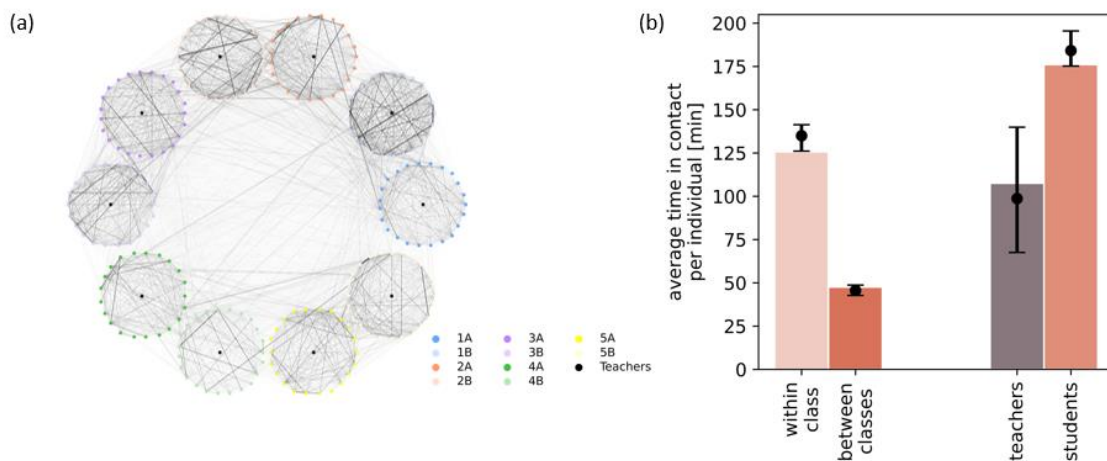 (a)
1A
1B
2A
2B
3A
3B
4A
4B
5A
5B
Teachers
(b)
average time in contact
per individual [min]
200
175
150
125
100
75
50
25
0
within
class
between
classes
teachers
students